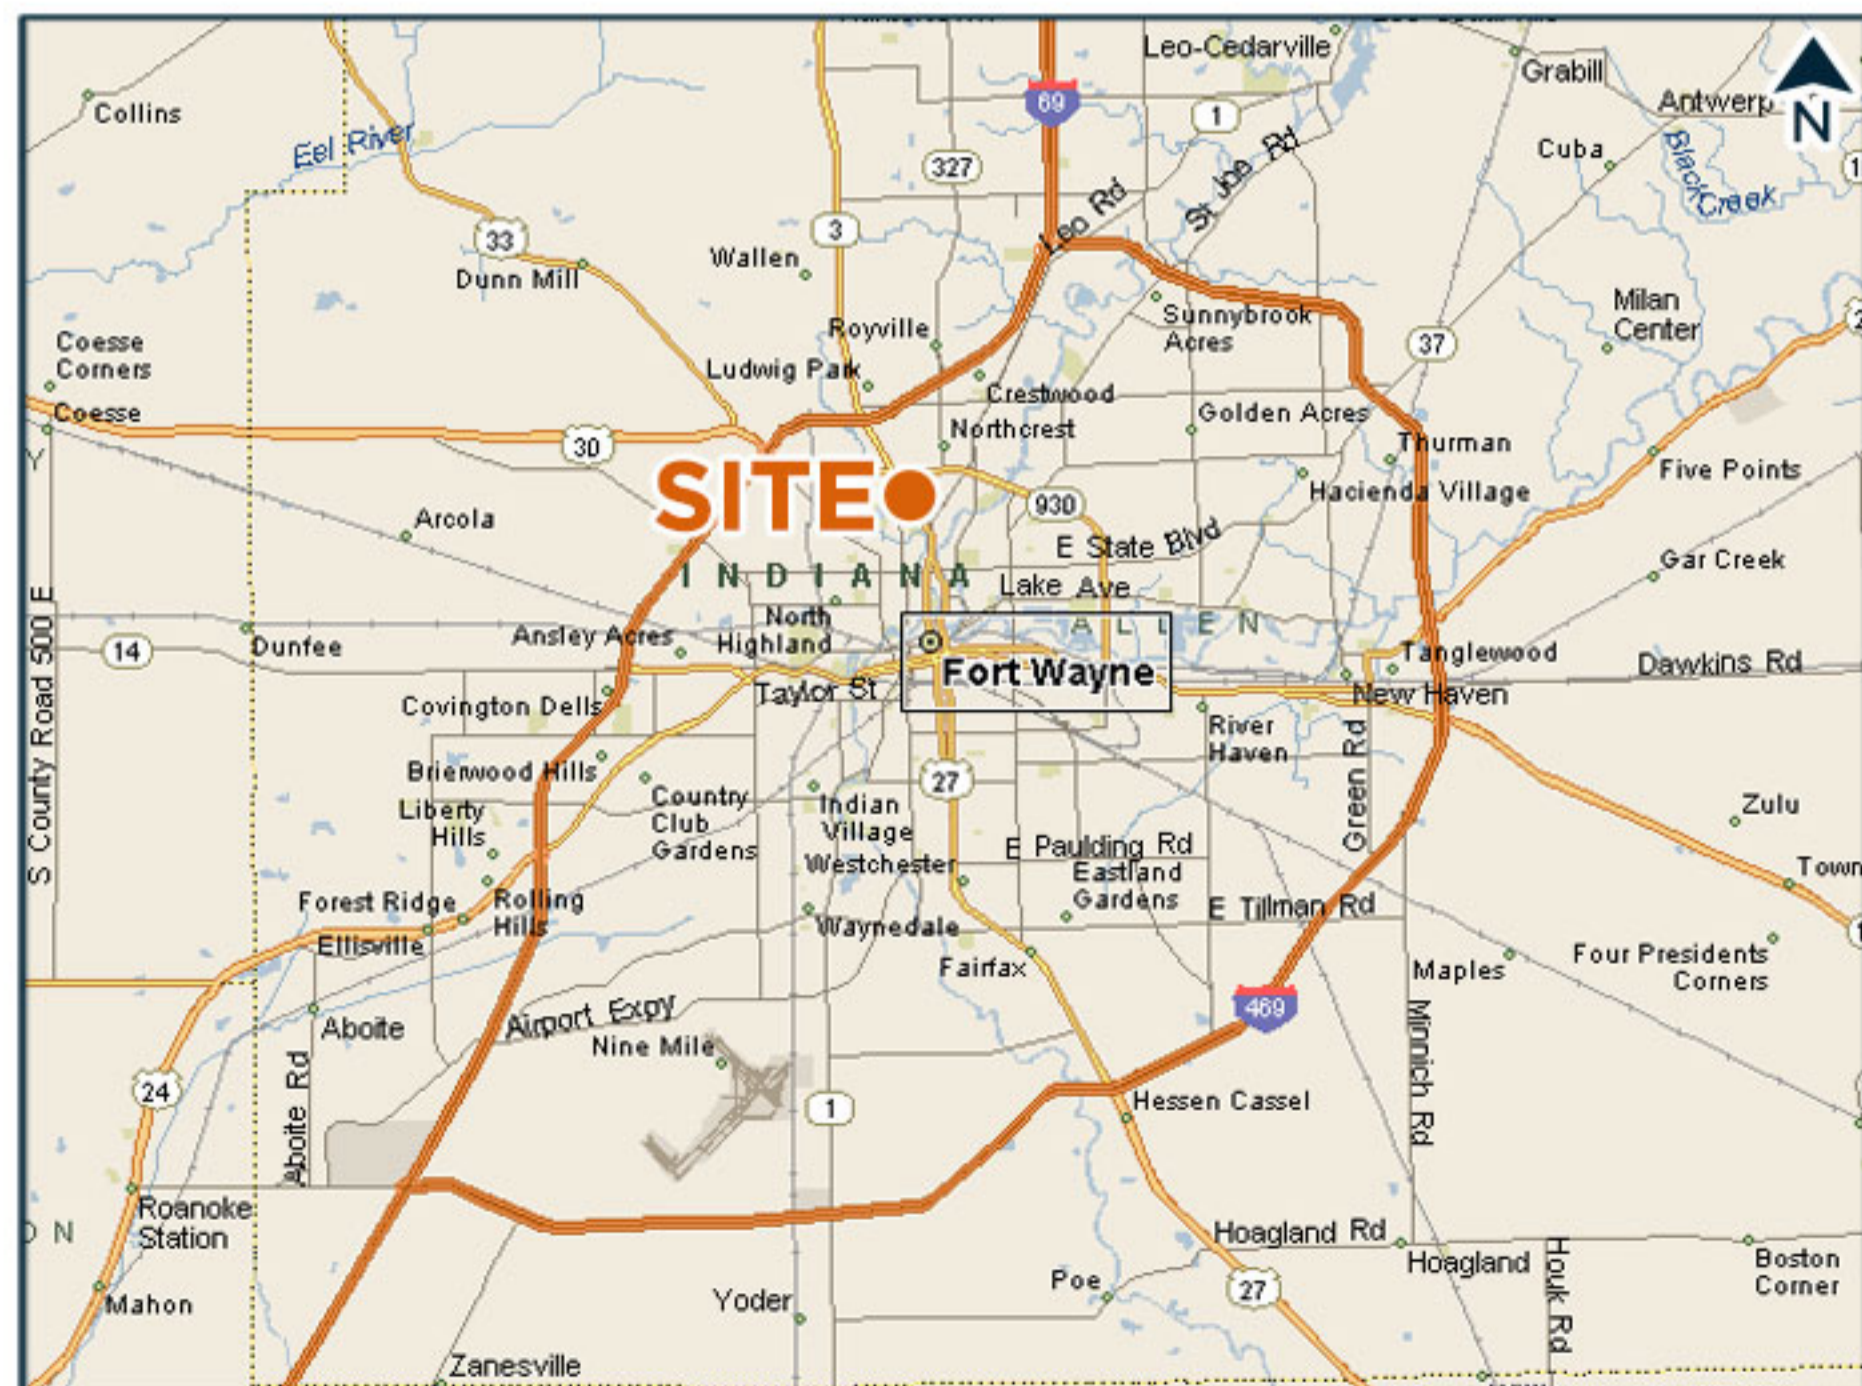 Leo-Cedarville
Grabill
Collins
69
1
Antwerp
N
Eel River
327
St Joe Rd
Cuba
Black Creek
Leo Rd
33
3
Wallen
Dunn Mill
Milan
Center
Sunnybrook
Acres
Royville
37
Coesse
Corners
Ludwig Park
Crestwood
Coesse
Golden Acres
Northcrest
30
Thurman
Five Points
SITE
Hacienda Village
930
Arcola
E State Blvd
Gar Creek
INDIANA
Lake Ave
North
Highland
ALLEN
S County Road 500 E
14
Dunfee
Ansley Acres
Tanglewood
Dawkins Rd
Fort Wayne
Taylor St
New Haven
Covington Dells
River
Haven
Green Rd
Brierwood Hills
27
Country
Club
Gardens
Indian
Village
Zulu
Liberty
Hills
E Paulding Rd
Westchester
Eastland
Gardens
Town
Forest Ridge
Rolling
Hills
E Tillman Rd
Ellisville
Waynedale
Fairfax
Maples
Four Presidents
Corners
Aboite
Airport Expy
469
Minnich Rd
Nine Mile
24
Aboite Rd
1
Hessen Cassel
Roanoke
Station
Hoagland Rd
Hoagland
Houk Rd
Boston
Corner
Poe
27
Mahon
Yoder
Zanesville